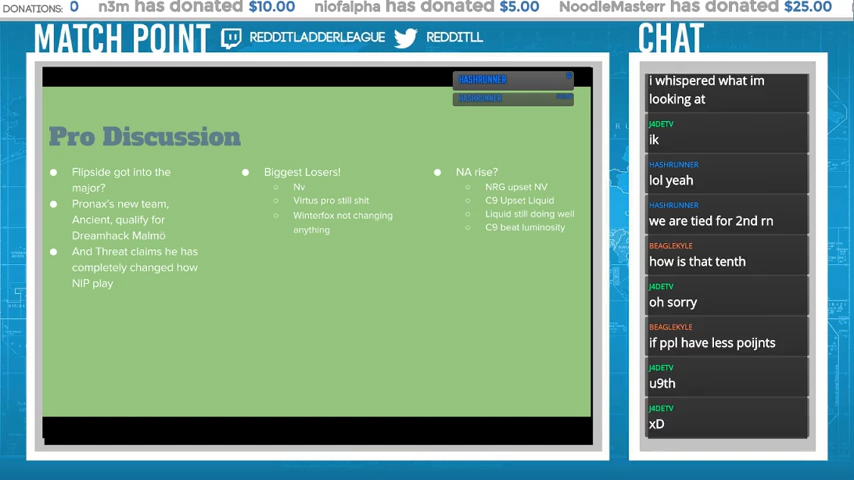 DONATIONS: 0 n3m has donated $10.00 niofalpha has donated $5.00 NoodleMasterr has donated $25.00
MATCH POINT REDDITLADDERLEAGUE REDDITLL
CHAT
HASHRUNNER
HASHRUNNER
Pro Discussion
Flipside got into the
major?
Pronax's new team,
Ancient, qualify for
Dreamhack Malmö
And Threat claims he has
completely changed how
NIP play
Biggest Losers!
Nv
Virtus pro still shit
Winterfox not changing
anything
NA rise?
NRG upset NV
C9 Upset Liquid
Liquid still doing well
C9 beat luminosity
i whispered what im
looking at
J4DETV
ik
HASHRUNNER
lol yeah
HASHRUNNER
we are tied for 2nd rn
BEAGLEKYLE
how is that tenth
J4DETV
oh sorry
BEAGLEKYLE
if ppl have less poijnts
J4DETV
u9th
J4DETV
xD